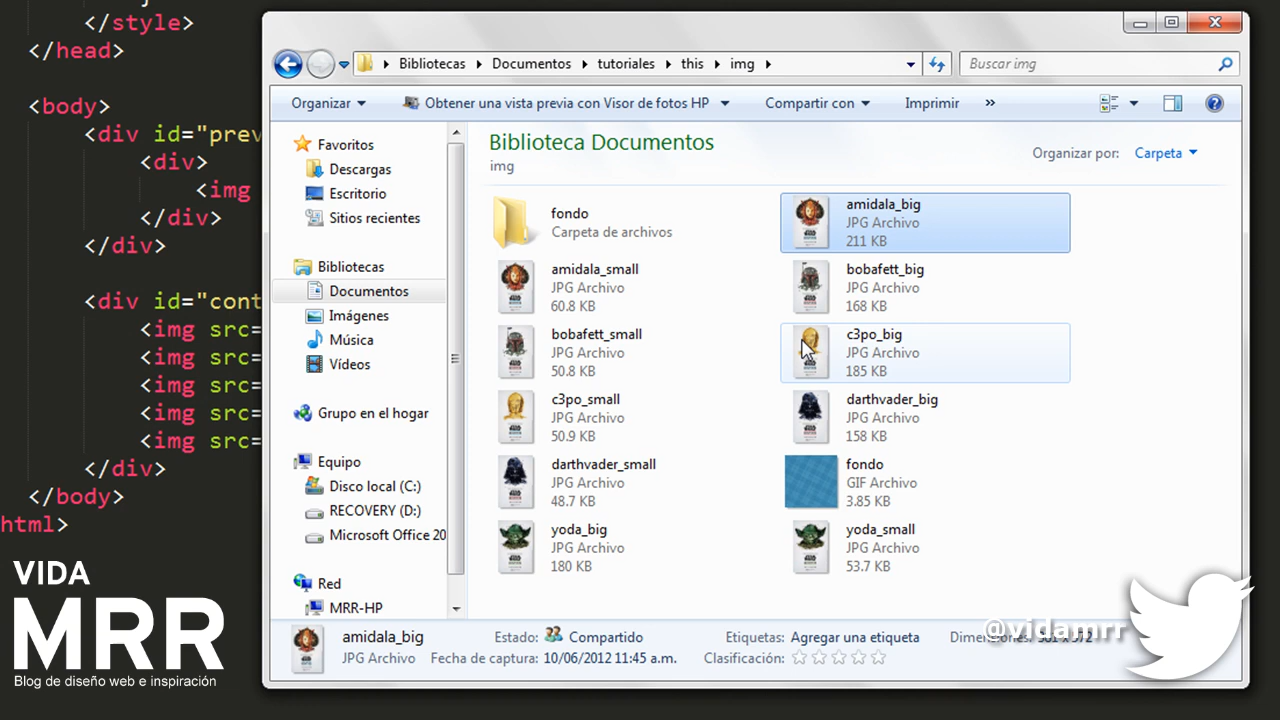 </style>
</head>
<body>
<div id="prev
<div>
<img
</div>
</div>
<div id="cont
<img src=
<img src=
<img src=
<img src=
<img src=
</div>
</body>
html>
VIDA
MRR
Blog de diseño web e inspiración
Bibliotecas
Documentos
tutoriales
this
img
Buscar img
Organizar
Obtener una vista previa con Visor de fotos HP
Compartir con
Imprimir
»
Favoritos
Descargas
Escritorio
Sitios recientes
Bibliotecas
Documentos
Imágenes
Música
Vídeos
Grupo en el hogar
Equipo
Disco local (C:)
RECOVERY (D:)
Microsoft Office 20
Red
MRR-HP
Biblioteca Documentos
img
Organizar por: Carpeta
fondo
Carpeta de archivos
amidala_big
JPG Archivo
211 KB
amidala_small
JPG Archivo
60.8 KB
bobafett_big
JPG Archivo
168 KB
bobafett_small
JPG Archivo
50.8 KB
c3po_big
JPG Archivo
185 KB
c3po_small
JPG Archivo
50.9 KB
darthvader_big
JPG Archivo
158 KB
darthvader_small
JPG Archivo
48.7 KB
fondo
GIF Archivo
3.85 KB
yoda_big
JPG Archivo
180 KB
yoda_small
JPG Archivo
53.7 KB
amidala_big
JPG Archivo
Estado: Compartido
Fecha de captura: 10/06/2012 11:45 a.m.
Etiquetas: Agregar una etiqueta
Clasificación:
@vidamrr